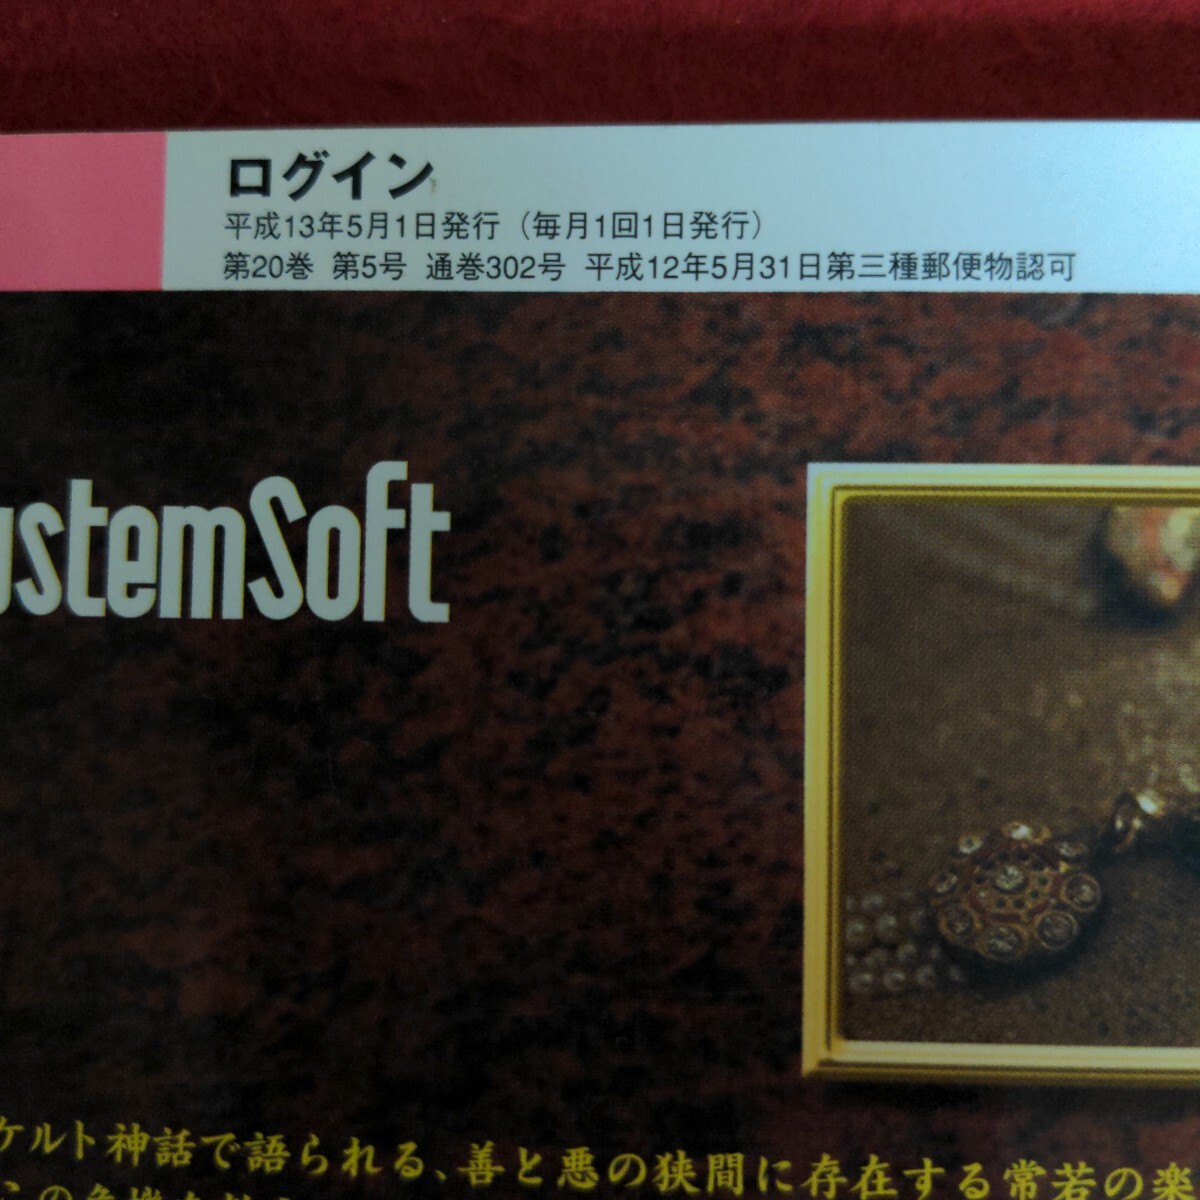 ログイン
平成13年5月1日発行（毎月1回1日発行）
第20巻 第5号 通巻302号 平成12年5月31日第三種郵便物認可
ystemSoft
ケルト神話で語られる、善と悪の狭間に存在する常若の楽